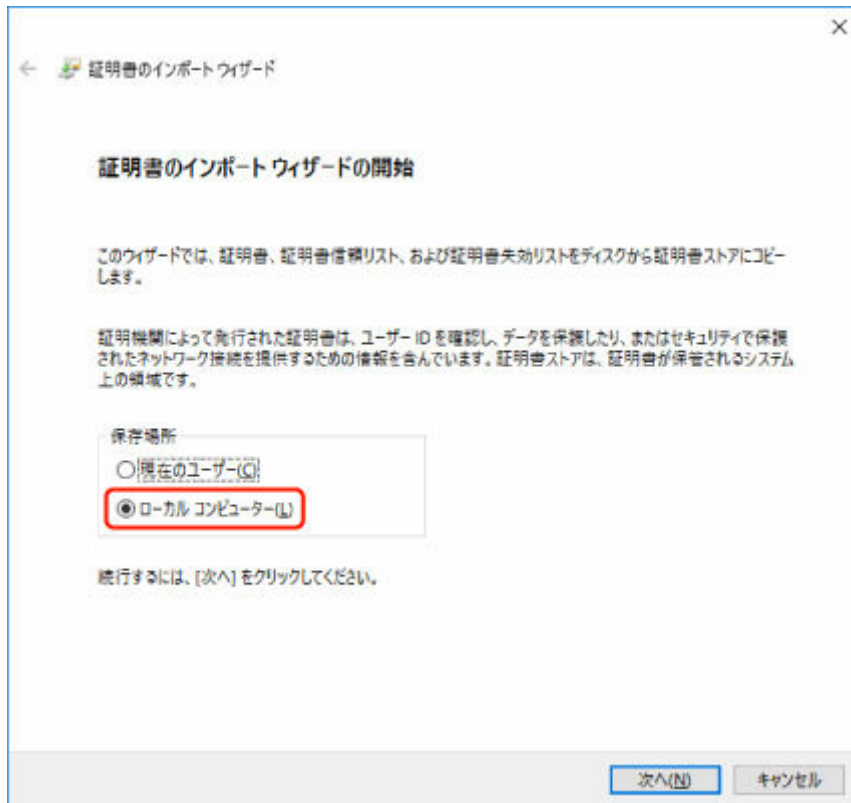 証明書のインポート ウィザード
証明書のインポート ウィザードの開始
このウィザードでは、証明書、証明書信頼リスト、および証明書失効リストをディスクから証明書ストアにコピー
します。
証明機関によって発行された証明書は、ユーザー ID を確認し、データを保護したり、またはセキュリティで保護
されたネットワーク接続を提供するための情報を含んでいます。証明書ストアは、証明書が保管されるシステム
上の領域です。
保存場所
現在のユーザー(C)
ローカル コンピューター(L)
続行するには、[次へ] をクリックしてください。
次へ(N)
キャンセル